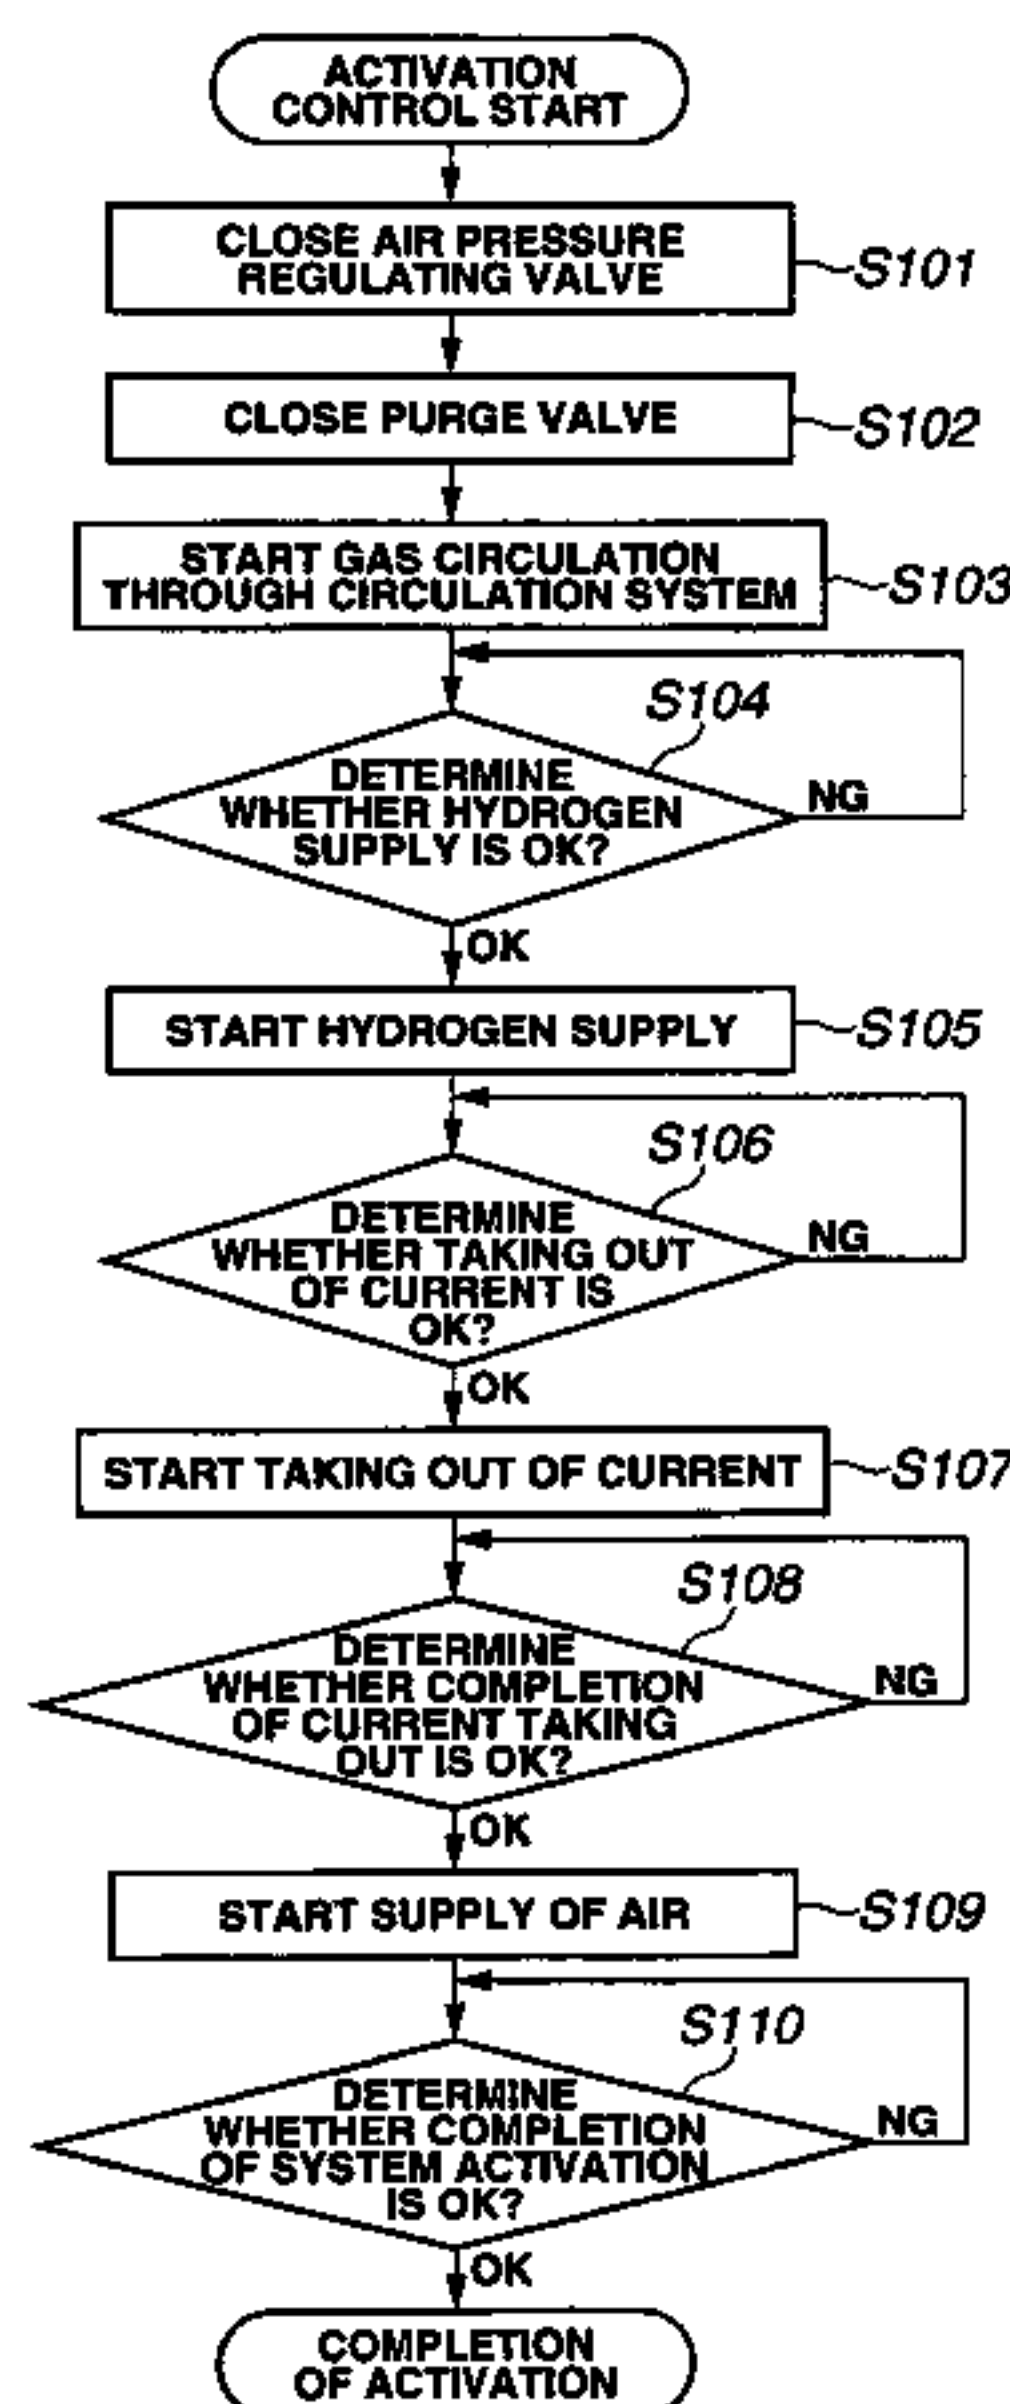 ACTIVATION
CONTROL START
CLOSE AIR PRESSURE
REGULATING VALVE
S101
CLOSE PURGE VALVE
S102
START GAS CIRCULATION
THROUGH CIRCULATION SYSTEM
S103
S104
DETERMINE
WHETHER HYDROGEN
SUPPLY IS OK?
NG
OK
START HYDROGEN SUPPLY
S105
S106
DETERMINE
WHETHER TAKING OUT
OF CURRENT IS
OK?
NG
OK
START TAKING OUT OF CURRENT
S107
S108
DETERMINE
WHETHER COMPLETION
OF CURRENT TAKING
OUT IS OK?
NG
OK
START SUPPLY OF AIR
S109
S110
DETERMINE
WHETHER COMPLETION
OF SYSTEM ACTIVATION
IS OK?
NG
OK
COMPLETION
OF ACTIVATION